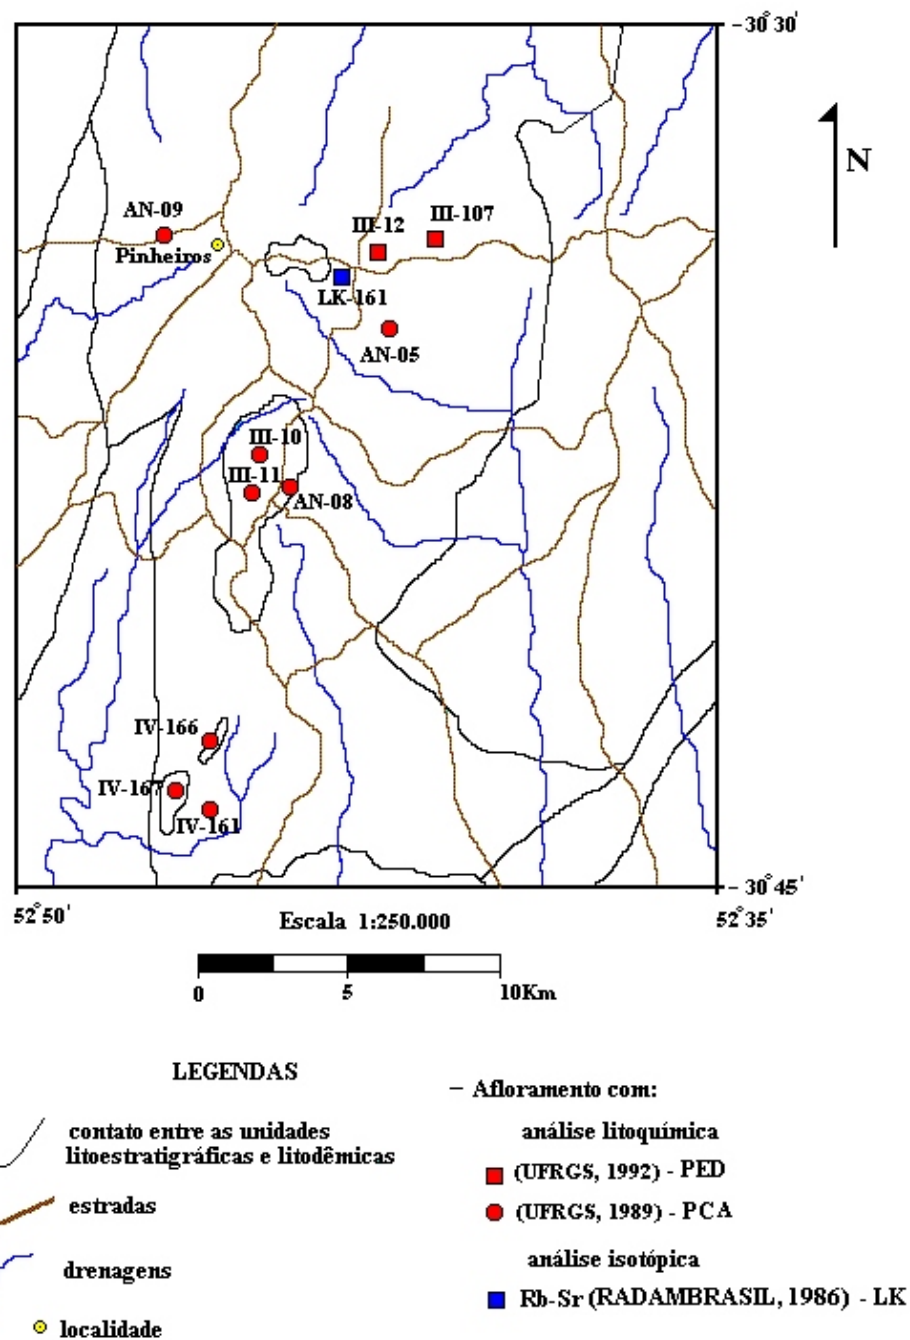 -30°30'
N
AN-09
III-12
III-107
Pinheiros
LK-161
AN-05
III-10
III-11
AN-08
IV-166
IV-167
IV-161
-30°45'
52°50'
Escala 1:250.000
52°35'
0
5
10Km
LEGENDAS
contato entre as unidades
litoestratigráficas e litodêmicas
estradas
drenagens
localidade
– Afloramento com:
análise litoquímica
(UFRGS, 1992) - PED
(UFRGS, 1989) - PCA
análise isotópica
Rb-Sr (RADAMBRASIL, 1986) - LK